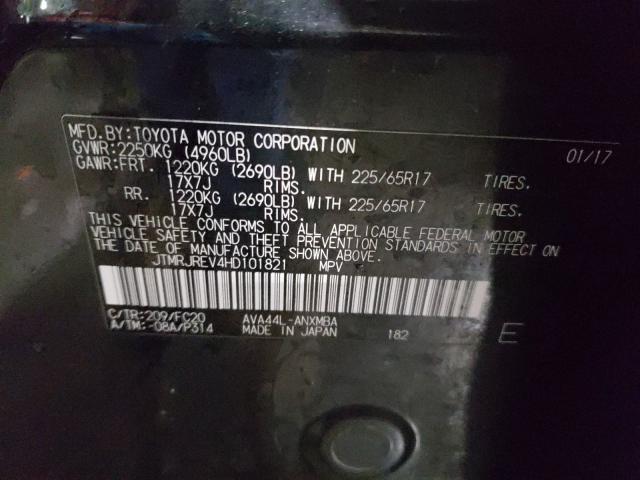 MFD. BY: TOYOTA MOTOR CORPORATION 01/17
GVWR: 2250KG (4960LB)
GAWR: FRT. 1220KG (2690LB) WITH 225/65R17 TIRES.
17X7J RIMS.
RR. 1220KG (2690LB) WITH 225/65R17 TIRES.
17X7J RIMS.
THIS VEHICLE CONFORMS TO ALL APPLICABLE FEDERAL MOTOR
VEHICLE SAFETY AND THEFT PREVENTION STANDARDS IN EFFECT ON
THE DATE OF MANUFACTURE SHOWN ABOVE.
JTMRJREV4HD101821 MPV
C/TR: 209/FC20 AVA44L-ANXMBA
A/TM: -08A/P314 MADE IN JAPAN 182 E